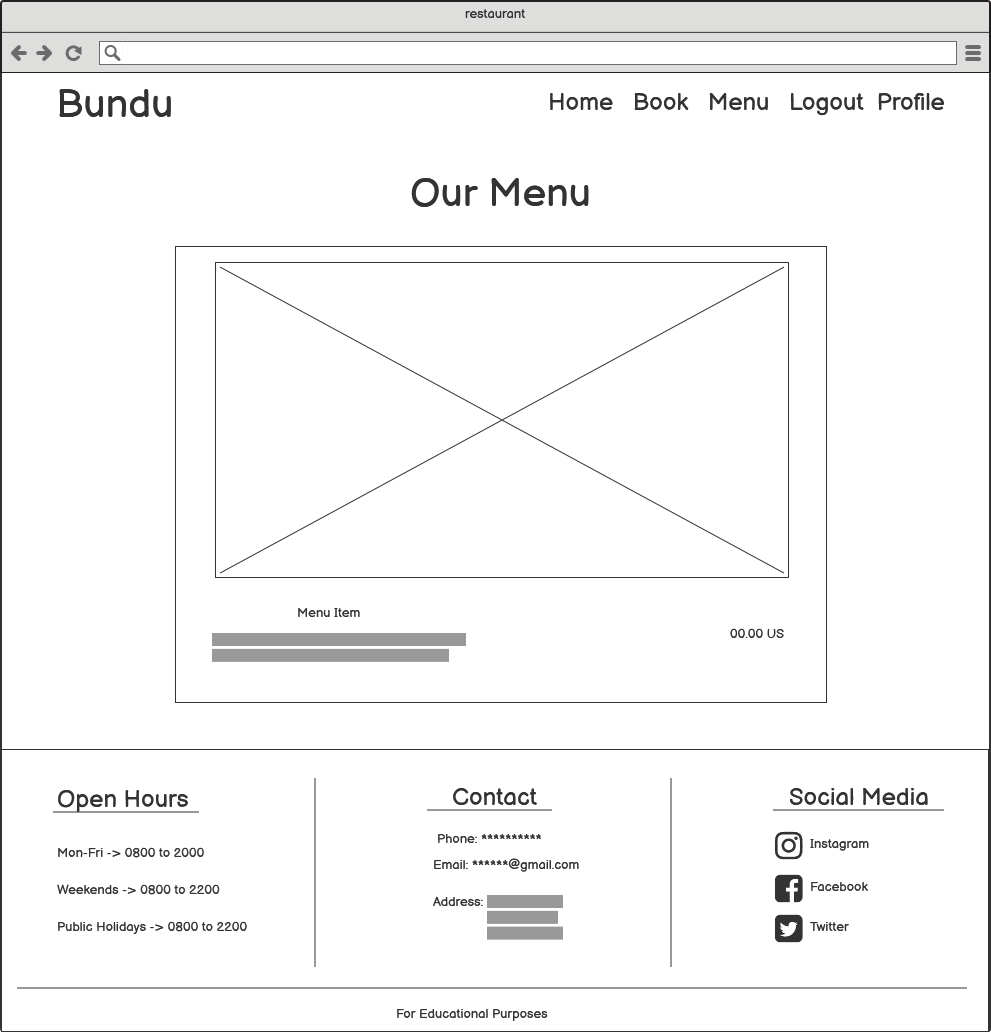 restaurant
Bundu
Home Book Menu Logout Profile
Our Menu
Menu Item
00.00 US
Open Hours
Mon-Fri -> 0800 to 2000
Weekends -> 0800 to 2200
Public Holidays -> 0800 to 2200
Contact
Phone: **********
Email: ******@gmail.com
Address:
Social Media
Instagram
Facebook
Twitter
For Educational Purposes